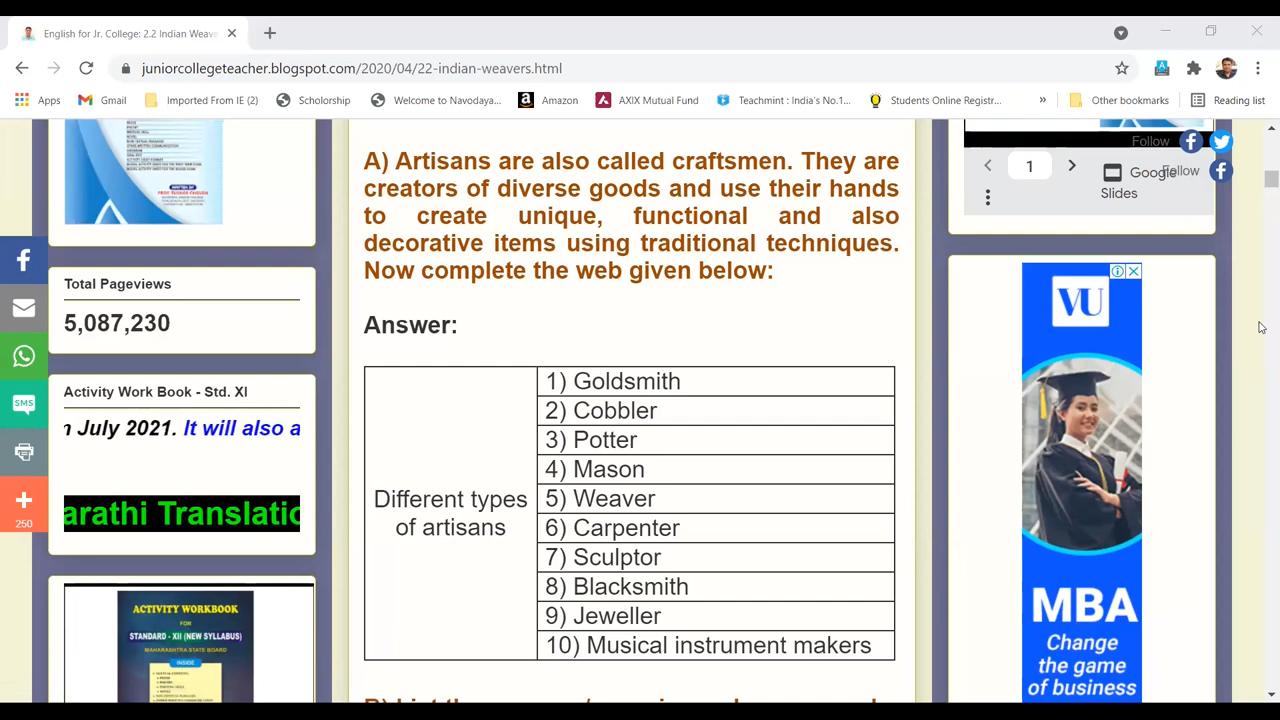 English for Jr. College: 2.2 Indian Weave
juniorcollegeteacher.blogspot.com/2020/04/22-indian-weavers.html
Apps Gmail Imported From IE (2) Scholorship Welcome to Navodaya... Amazon AXIX Mutual Fund Teachmint : India's No.1... Students Online Registr... » Other bookmarks Reading list
Total Pageviews
5,087,230
Activity Work Book - Std. XI
n July 2021. It will also a
arathi Translatio
ACTIVITY WORKBOOK
FOR
STANDARD - XII (NEW SYLLABUS)
MAHARASHTRA STATE BOARD
INSIDE
SMS
250
A) Artisans are also called craftsmen. They are
creators of diverse goods and use their hands
to create unique, functional and also
decorative items using traditional techniques.
Now complete the web given below:
Answer:
Different types
of artisans
1) Goldsmith
2) Cobbler
3) Potter
4) Mason
5) Weaver
6) Carpenter
7) Sculptor
8) Blacksmith
9) Jeweller
10) Musical instrument makers
Follow
1
Google
Slides
Follow
VU
MBA
Change
the game
of business